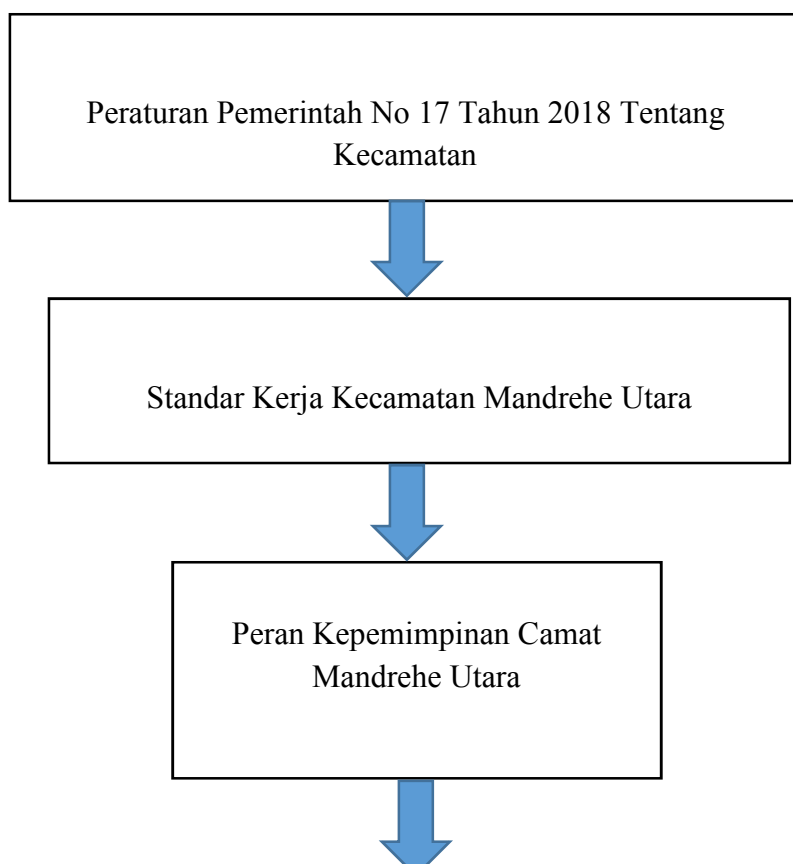 Peraturan Pemerintah No 17 Tahun 2018 Tentang
Kecamatan
Standar Kerja Kecamatan Mandrehe Utara
Peran Kepemimpinan Camat
Mandrehe Utara